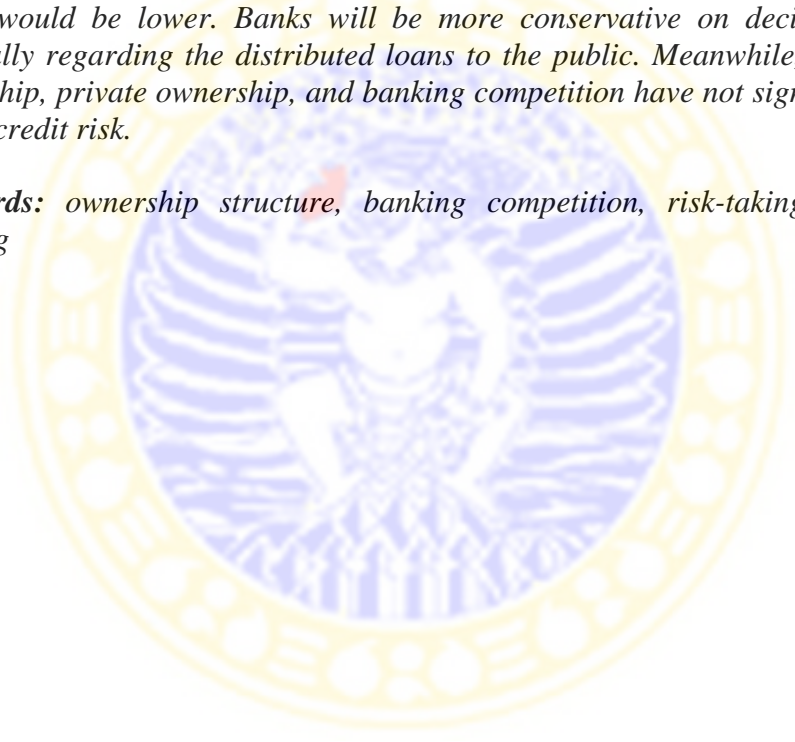 would be lower. Banks will be more conservative on deci
lly regarding the distributed loans to the public. Meanwhile,
hip, private ownership, and banking competition have not sign
credit risk.
rds: ownership structure, banking competition, risk-taking
g